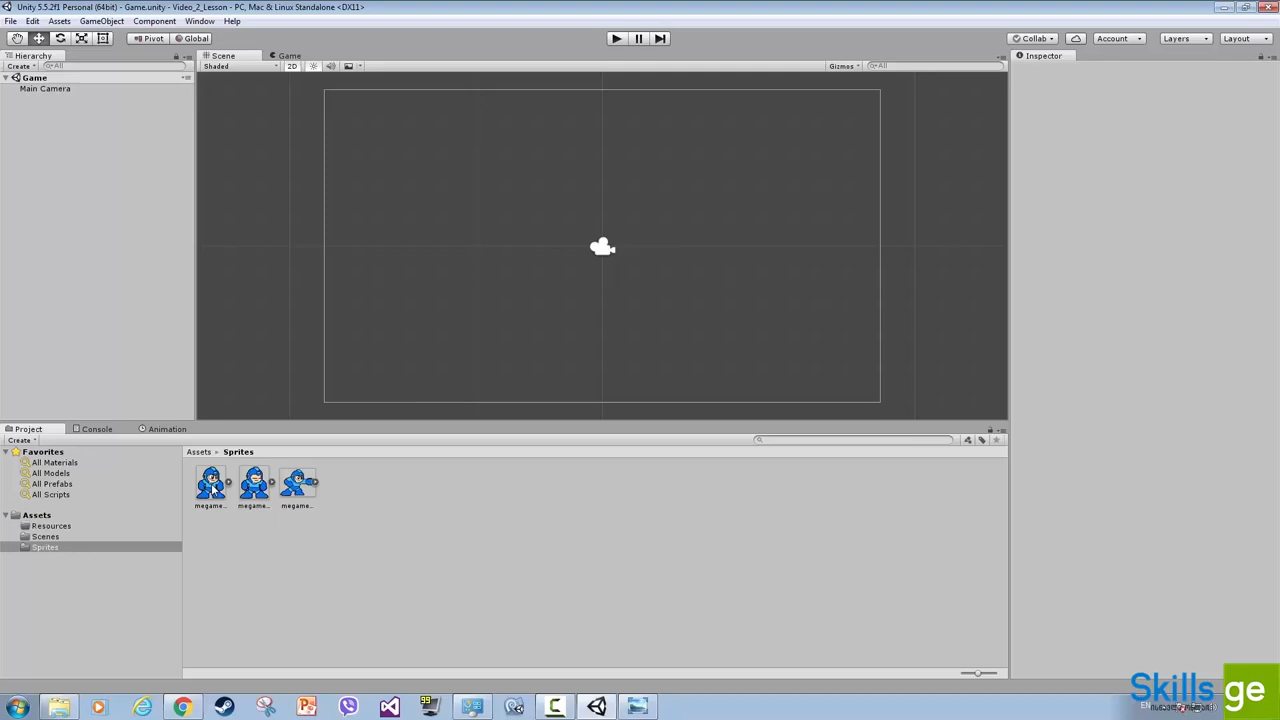 Unity 5.5.2f1 Personal (64bit) - Game.unity - Video_2_Lesson - PC, Mac & Linux Standalone <DX11>
File Edit Assets GameObject Component Window Help
Pivot Global Collab Account Layers Layout
Hierarchy Scene Game Inspector
Create All Shaded 2D Gizmos All
Game
Main Camera
Project Console Animation
Create
Favorites
All Materials
All Models
All Prefabs
All Scripts
Assets
Resources
Scenes
Sprites
Assets Sprites
megame... megame... megame...
99
Skills ge